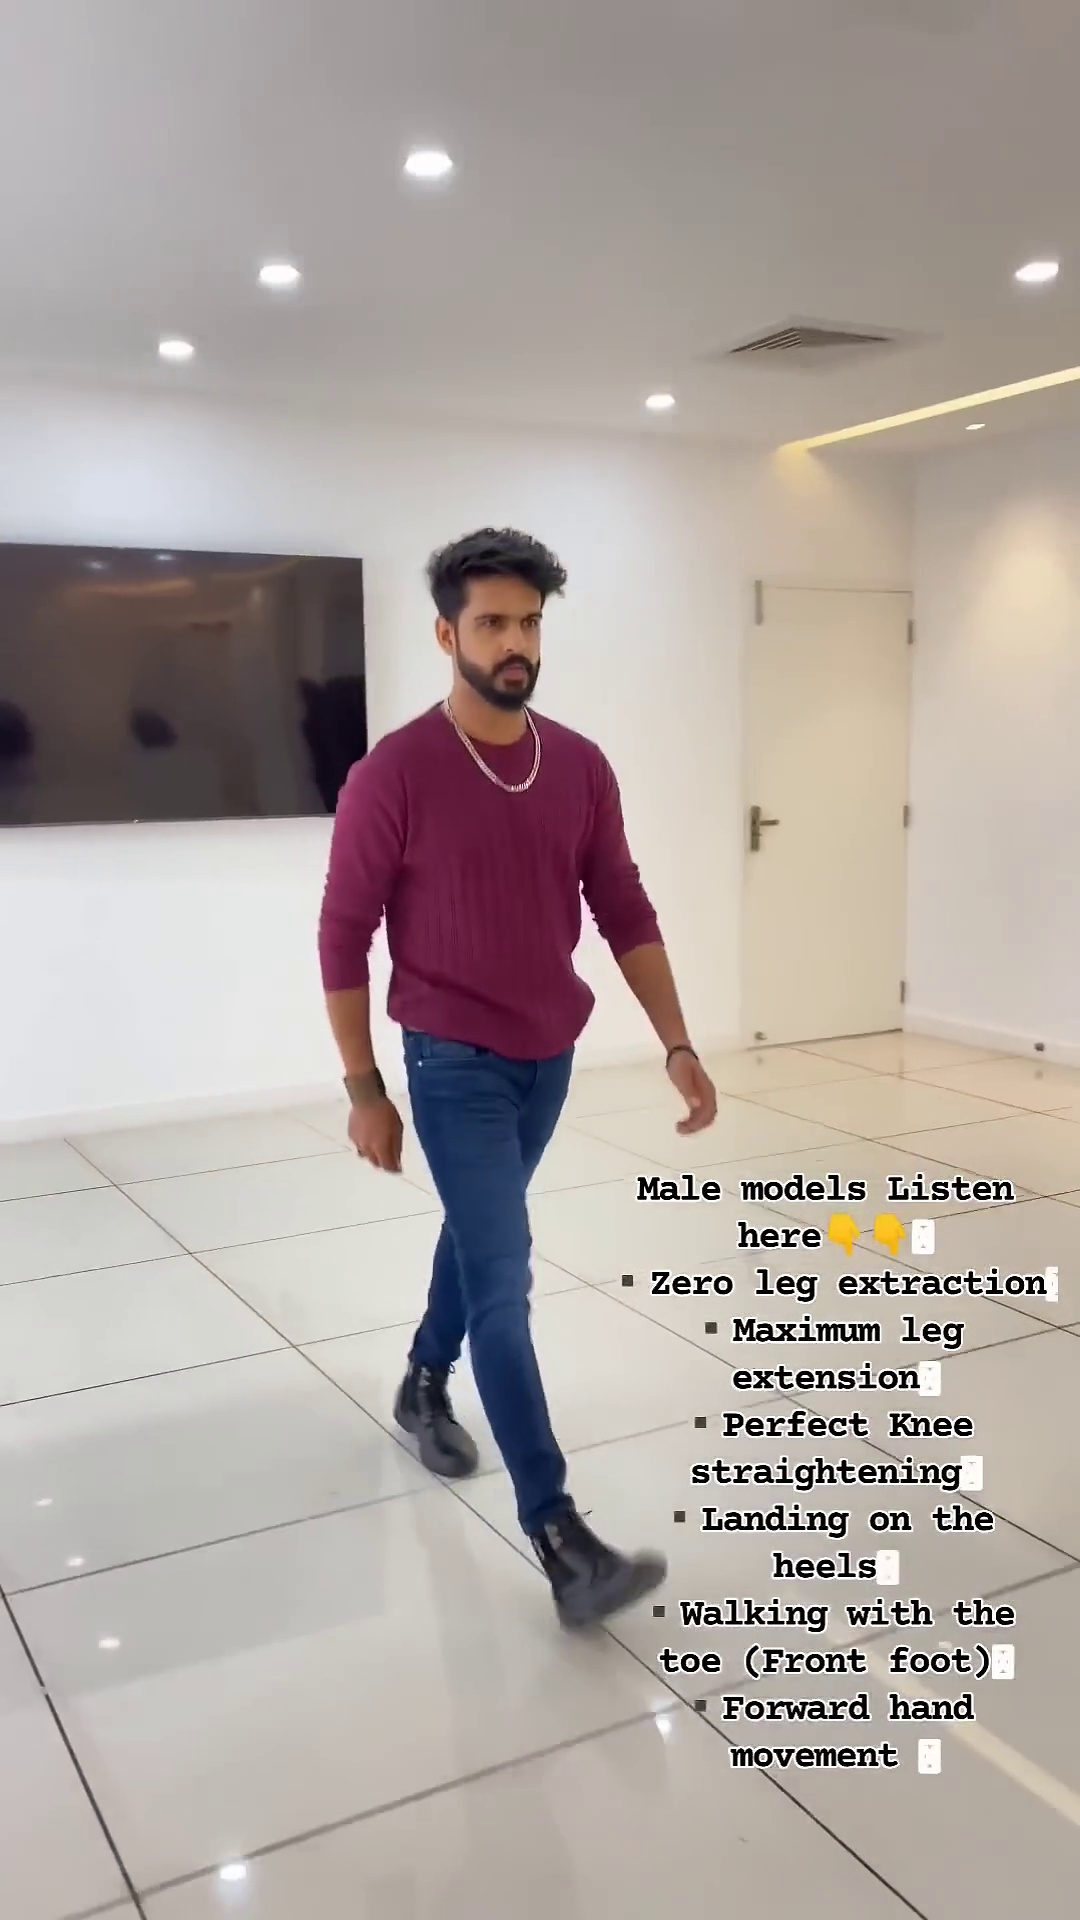 Male models Listen
here👇👇
▪ Zero leg extraction
▪ Maximum leg
extension
▪ Perfect Knee
straightening
▪ Landing on the
heels
▪ Walking with the
toe (Front foot)
▪ Forward hand
movement